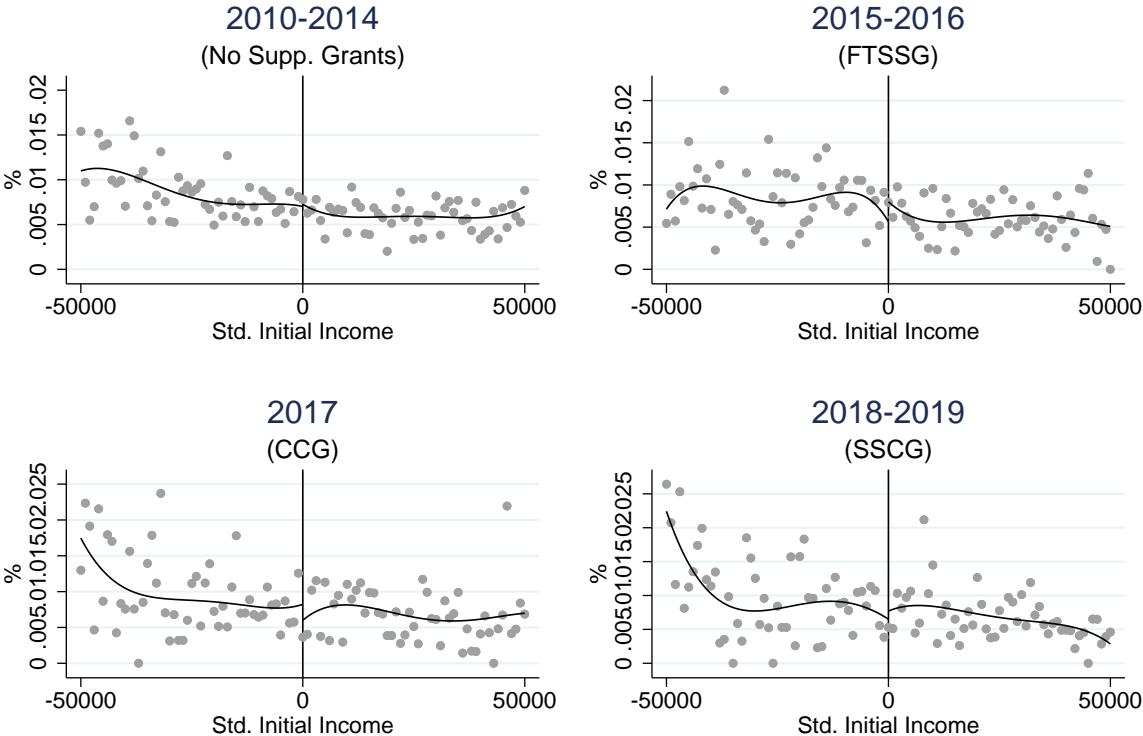 2010-2014
(No Supp. Grants)
%
.02
.015
.01
.005
0
-50000 0 50000
Std. Initial Income
2015-2016
(FTSSG)
%
.02
.015
.01
.005
0
-50000 0 50000
Std. Initial Income
2017
(CCG)
%
.025
.02
.015
.01
.005
0
-50000 0 50000
Std. Initial Income
2018-2019
(SSCG)
%
.025
.02
.015
.01
.005
0
-50000 0 50000
Std. Initial Income